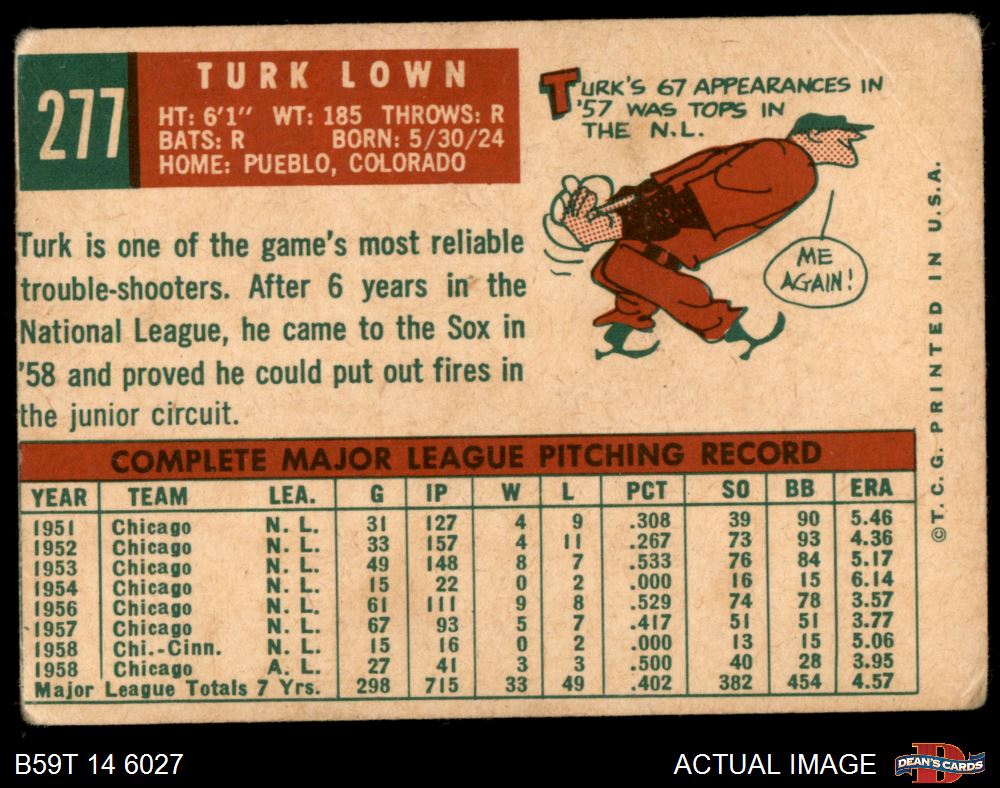 277
TURK LOWN
HT: 6'1" WT: 185 THROWS: R
BATS: R BORN: 5/30/24
HOME: PUEBLO, COLORADO
TURK'S 67 APPEARANCES IN
'57 WAS TOPS IN
THE N.L.
ME
AGAIN!
Turk is one of the game's most reliable
trouble-shooters. After 6 years in the
National League, he came to the Sox in
'58 and proved he could put out fires in
the junior circuit.
COMPLETE MAJOR LEAGUE PITCHING RECORD
YEAR TEAM LEA. G IP W L PCT SO BB ERA
1951 Chicago N. L. 31 127 4 9 .308 39 90 5.46
1952 Chicago N. L. 33 157 4 11 .267 73 93 4.36
1953 Chicago N. L. 49 148 8 7 .533 76 84 5.17
1954 Chicago N. L. 15 22 0 2 .000 16 15 6.14
1956 Chicago N. L. 61 111 9 8 .529 74 78 3.57
1957 Chicago N. L. 67 93 5 7 .417 51 51 3.77
1958 Chi.-Cinn. N. L. 15 16 0 2 .000 13 15 5.06
1958 Chicago A. L. 27 41 3 3 .500 40 28 3.95
Major League Totals 7 Yrs. 298 715 33 49 .402 382 454 4.57
© T. C. G. PRINTED IN U.S.A.
B59T 14 6027
ACTUAL IMAGE
DEAN'S CARDS